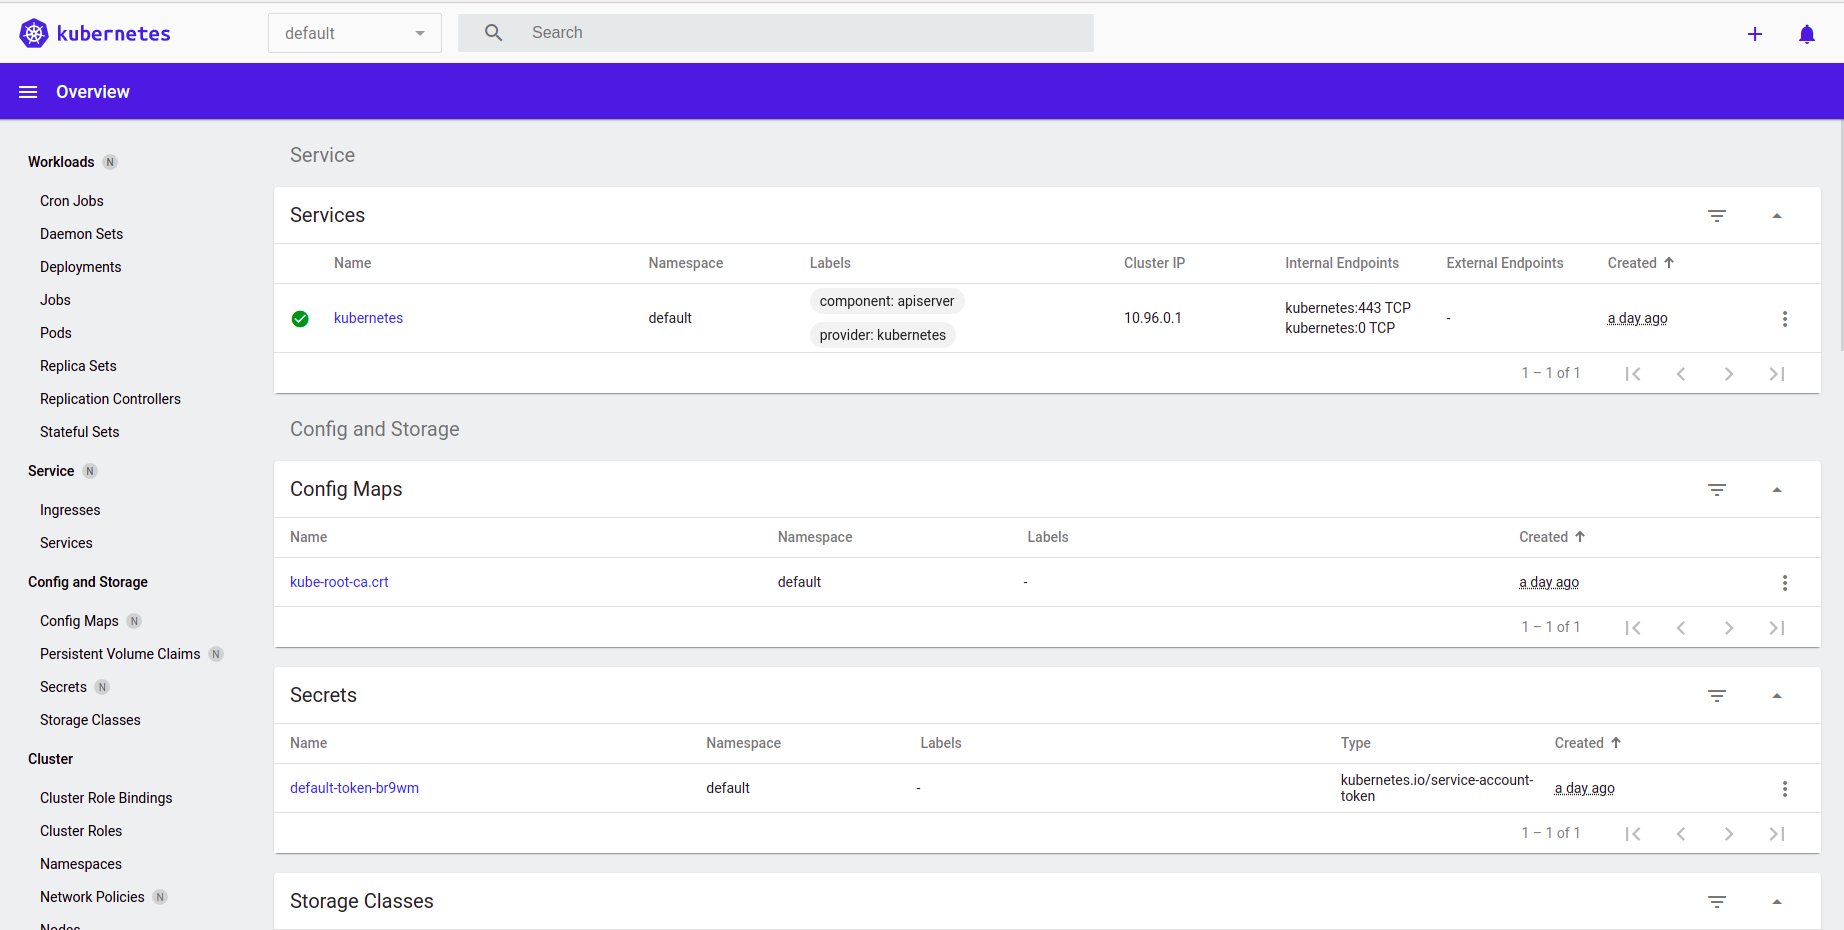 kubernetes
default
Search
Overview
Workloads N
Cron Jobs
Daemon Sets
Deployments
Jobs
Pods
Replica Sets
Replication Controllers
Stateful Sets
Service N
Ingresses
Services
Config and Storage
Config Maps N
Persistent Volume Claims N
Secrets N
Storage Classes
Cluster
Cluster Role Bindings
Cluster Roles
Namespaces
Network Policies N
Nodes
Service
Services
Name Namespace Labels Cluster IP Internal Endpoints External Endpoints Created
component: apiserver
kubernetes:443 TCP
kubernetes default 10.96.0.1 - a day ago
kubernetes:0 TCP
provider: kubernetes
1 – 1 of 1
Config and Storage
Config Maps
Name Namespace Labels Created
kube-root-ca.crt default - a day ago
1 – 1 of 1
Secrets
Name Namespace Labels Type Created
default-token-br9wm default - kubernetes.io/service-account- a day ago
token
1 – 1 of 1
Storage Classes